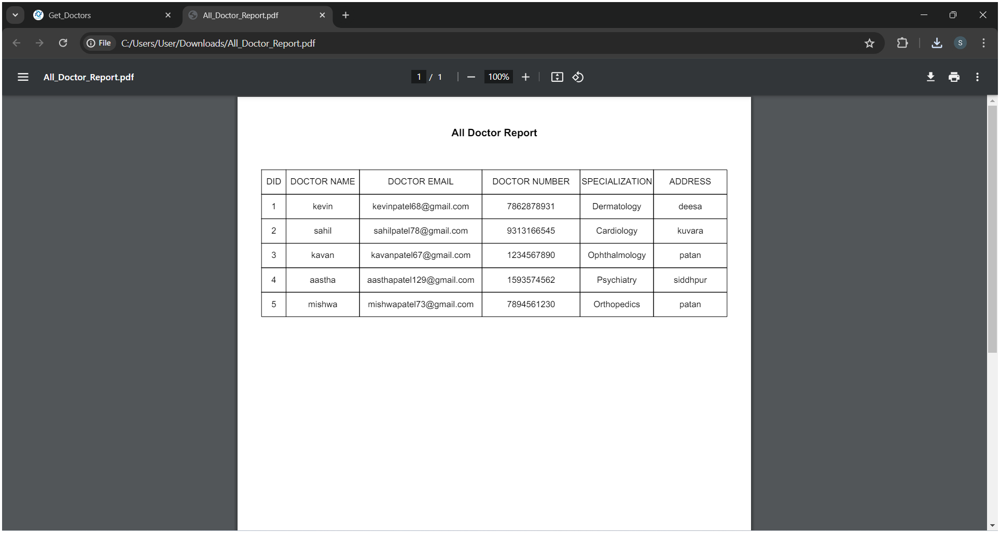 Get_Doctors
All_Doctor_Report.pdf
File C:/Users/User/Downloads/All_Doctor_Report.pdf
S
All_Doctor_Report.pdf
1 / 1
100%
All Doctor Report
DID DOCTOR NAME DOCTOR EMAIL DOCTOR NUMBER SPECIALIZATION ADDRESS
1 kevin kevinpatel68@gmail.com 7862878931 Dermatology deesa
2 sahil sahilpatel78@gmail.com 9313166545 Cardiology kuvara
3 kavan kavanpatel67@gmail.com 1234567890 Ophthalmology patan
4 aastha aasthapatel129@gmail.com 1593574562 Psychiatry siddhpur
5 mishwa mishwapatel73@gmail.com 7894561230 Orthopedics patan